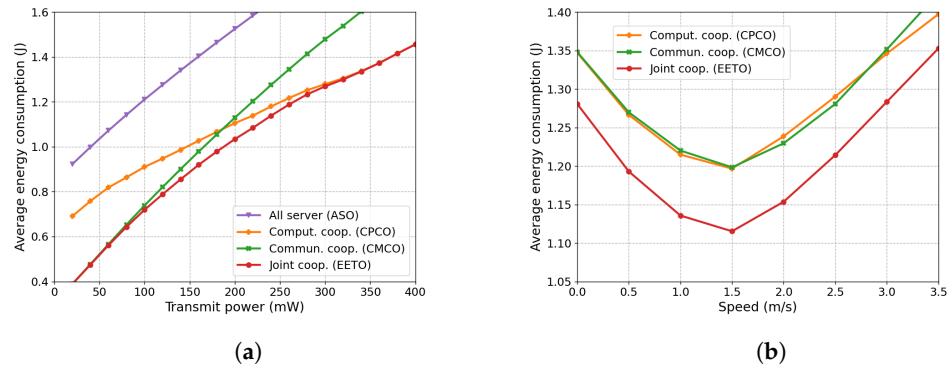 1.6
1.4
1.2
1.0
0.8
0.6
0.4
Average energy consumption (J)
All server (ASO)
Comput. coop. (CPCO)
Commun. coop. (CMCO)
Joint coop. (EETO)
0 50 100 150 200 250 300 350 400
Transmit power (mW)
(a)
1.40
1.35
1.30
1.25
1.20
1.15
1.10
1.05
Average energy consumption (J)
Comput. coop. (CPCO)
Commun. coop. (CMCO)
Joint coop. (EETO)
0.0 0.5 1.0 1.5 2.0 2.5 3.0 3.5
Speed (m/s)
(b)